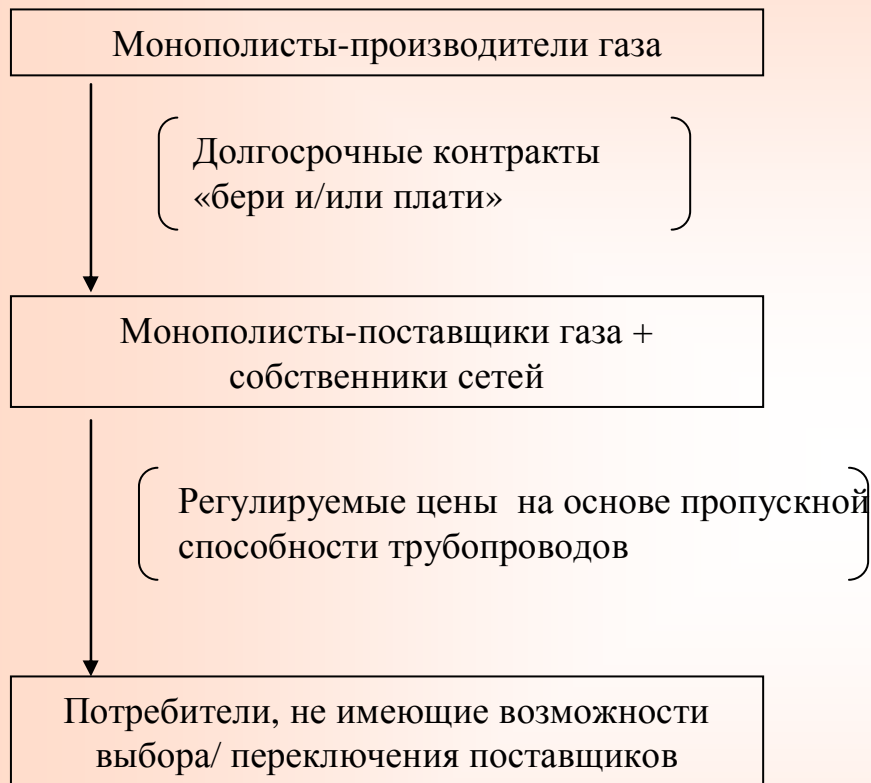 Монополисты-производители газа
Долгосрочные контракты
«бери и/или плати»
Монополисты-поставщики газа +
собственники сетей
Регулируемые цены на основе пропускной
способности трубопроводов
Потребители, не имеющие возможности
выбора/ переключения поставщиков